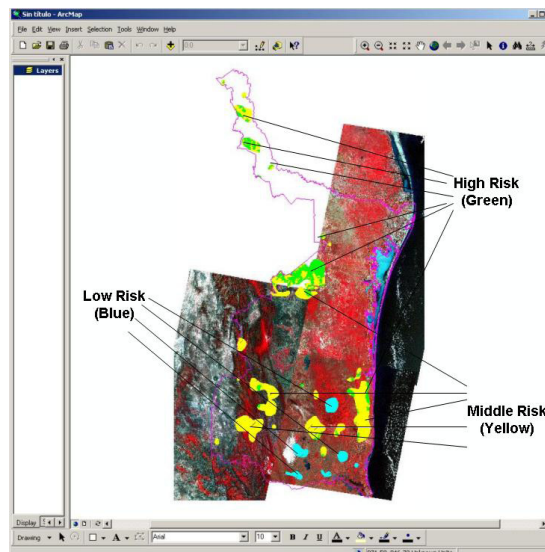 Sin título - ArcMap
File Edit View Insert Selection Tools Window Help
Layers
High Risk
(Green)
Low Risk
(Blue)
Middle Risk
(Yellow)
Display
Drawing
A
Arial
10
B I U A